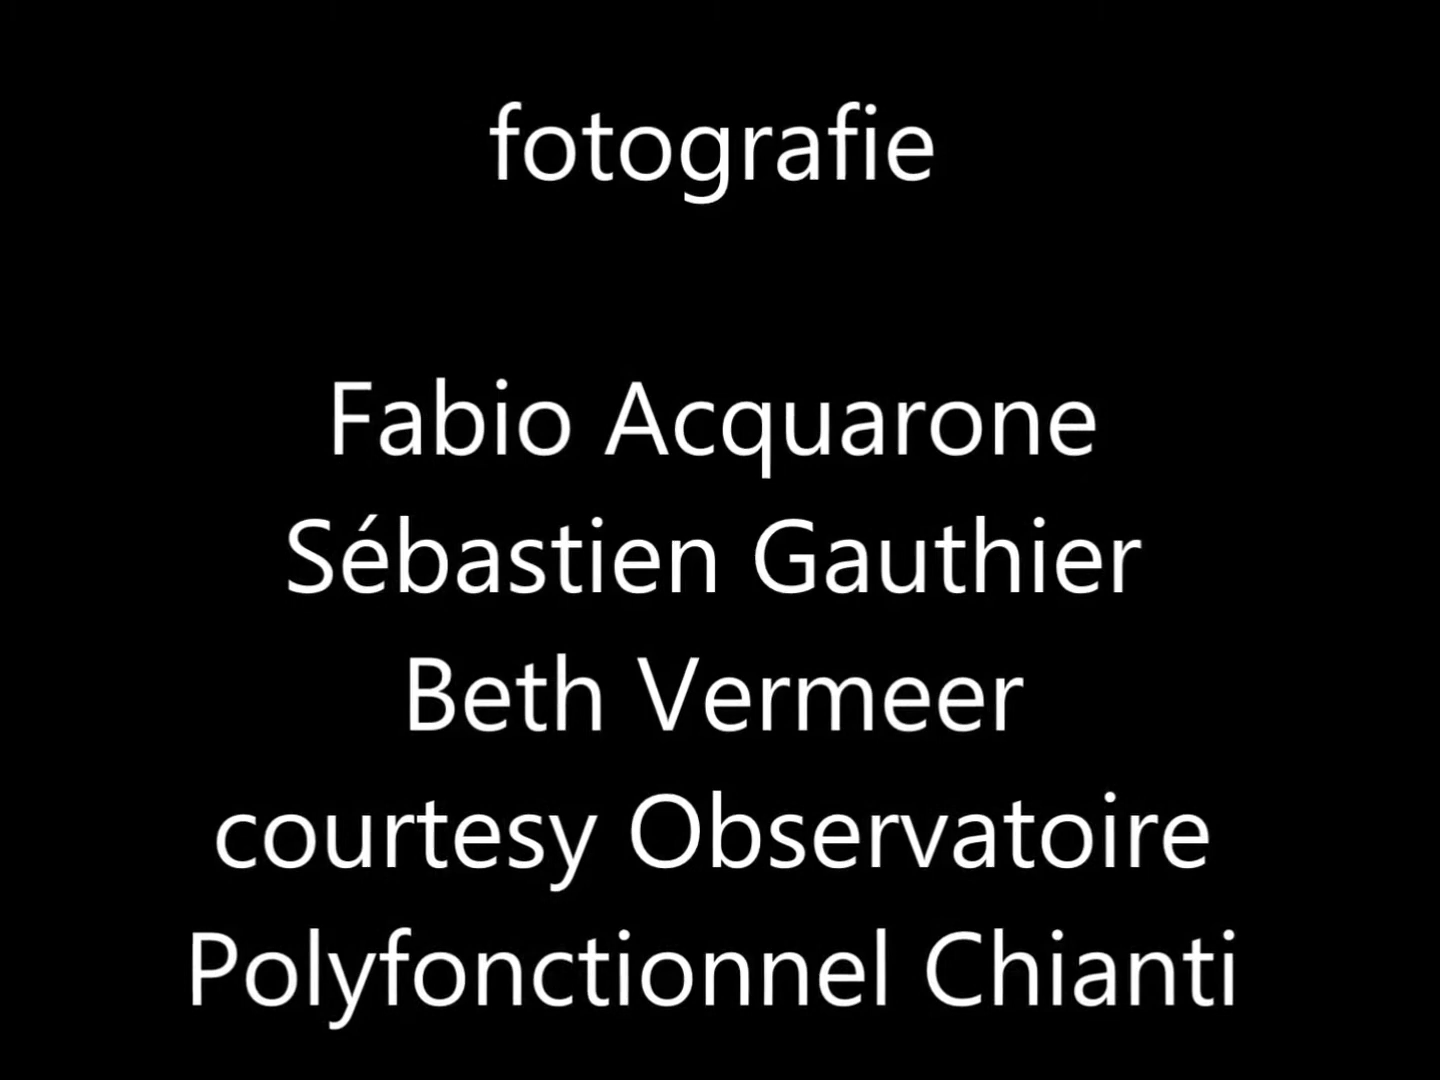 fotografie
Fabio Acquarone
Sébastien Gauthier
Beth Vermeer
courtesy Observatoire
Polyfonctionnel Chianti